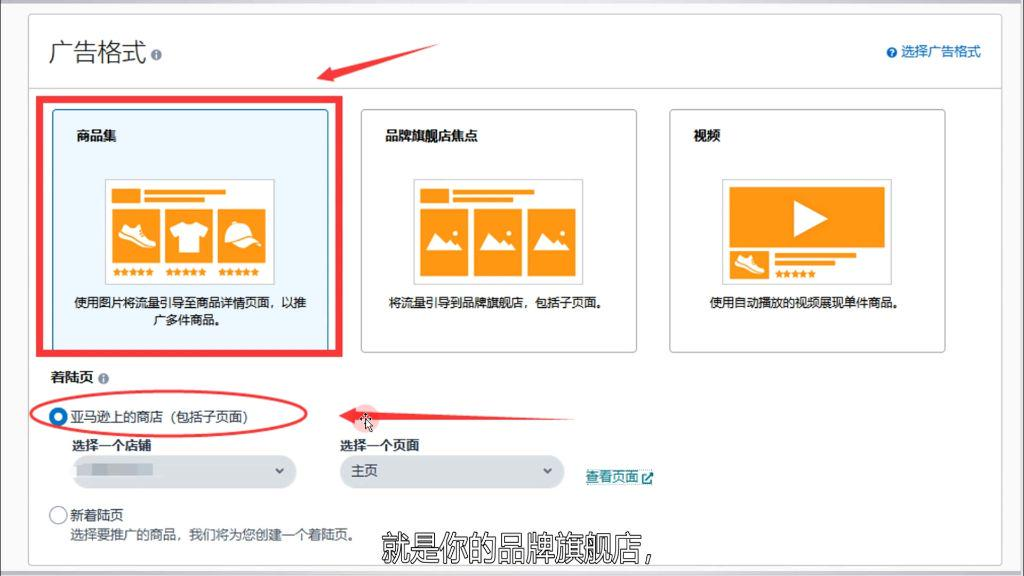 广告格式
选择广告格式
商品集
使用图片将流量引导至商品详情页面，以推
广多件商品。
品牌旗舰店焦点
将流量引导到品牌旗舰店，包括子页面。
视频
使用自动播放的视频展现单件商品。
着陆页
亚马逊上的商店（包括子页面）
选择一个店铺
选择一个页面
主页
查看页面
新着陆页
选择要推广的商品，我们将为您创建一个着陆页。
就是你的品牌旗舰店，